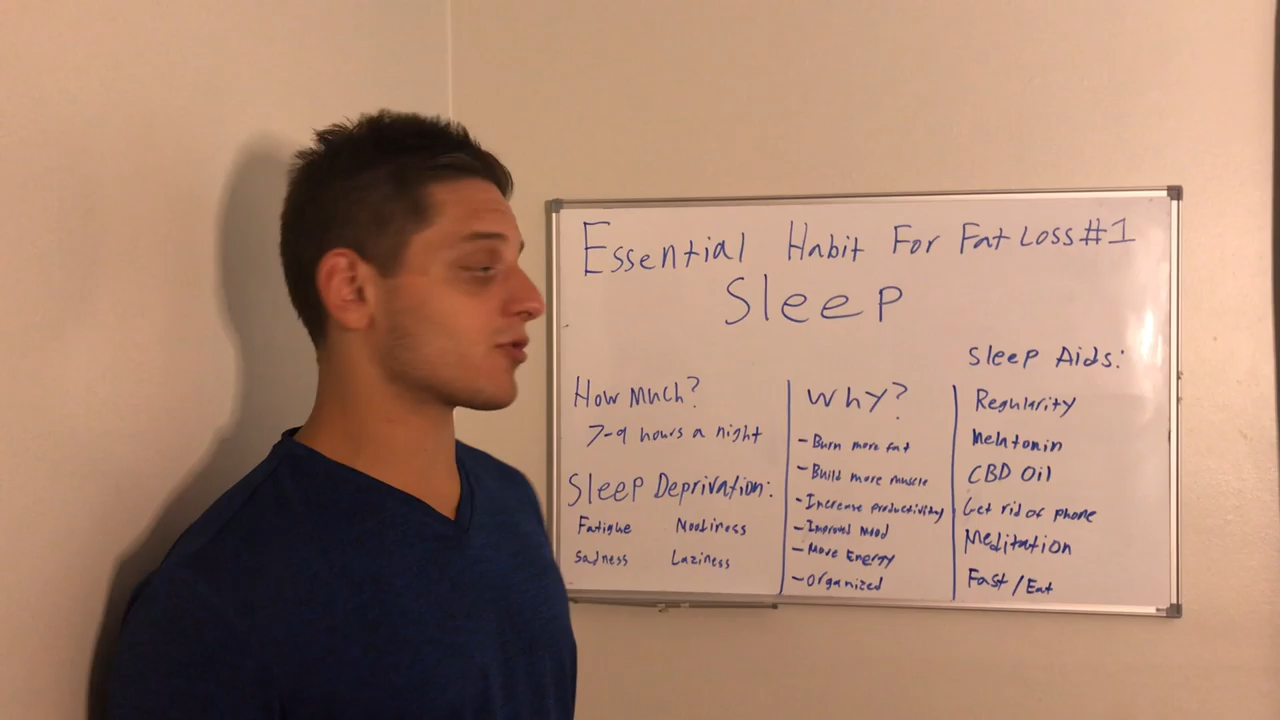 Essential Habit For Fat Loss #1
Sleep
How Much?
7-9 hours a night
Sleep Deprivation:
Fatigue Moodiness
Sadness Laziness
Why?
- Burn more fat
- Build more muscle
- Increase productivity
- Improved mood
- More Energy
- Organized
Sleep Aids:
Regularity
Melntonin
CBD Oil
Get rid of phone
Meditation
Fast / Eat